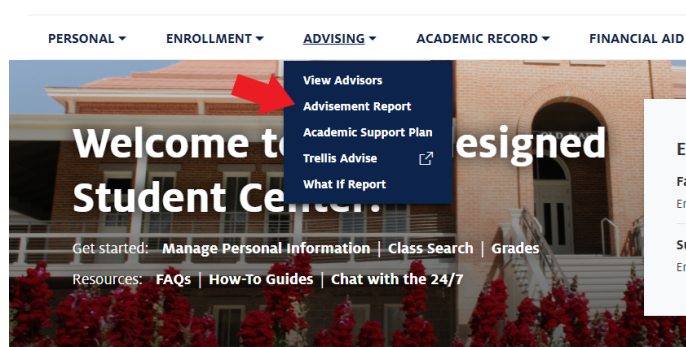 PERSONAL ENROLLMENT ADVISING ACADEMIC RECORD FINANCIAL AID
View Advisors
Advisement Report
Academic Support Plan
Trellis Advise
What If Report
Welcome t esigned
Student Center!
Get started: Manage Personal Information | Class Search | Grades
Resources: FAQs | How-To Guides | Chat with the 24/7